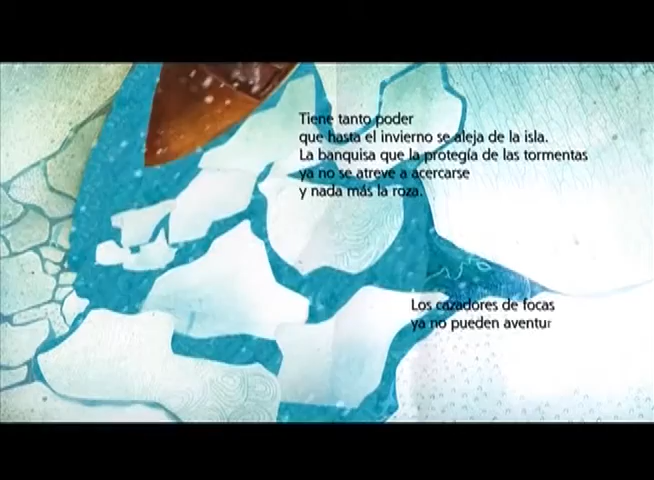 Tiene tanto poder
que hasta el invierno se aleja de la isla.
La banquisa que la protegía de las tormentas
ya no se atreve a acercarse
y nada más la roza.
Los cazadores de focas
ya no pueden aventur